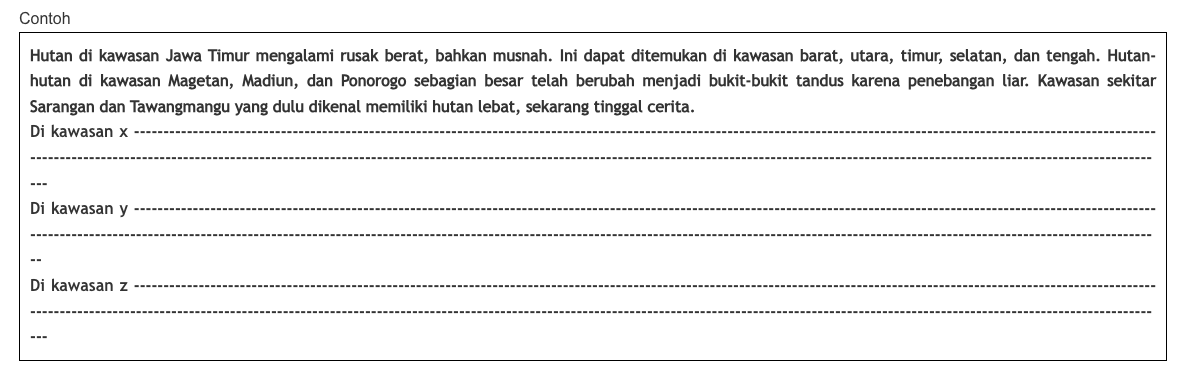 Contoh
Hutan di kawasan Jawa Timur mengalami rusak berat, bahkan musnah. Ini dapat ditemukan di kawasan barat, utara, timur, selatan, dan tengah. Hutan-
hutan di kawasan Magetan, Madiun, dan Ponorogo sebagian besar telah berubah menjadi bukit-bukit tandus karena penebangan liar. Kawasan sekitar
Sarangan dan Tawangmangu yang dulu dikenal memiliki hutan lebat, sekarang tinggal cerita.
Di kawasan x ----------------------------------------------------------------------------------------------------
----------------------------------------------------------------------------------------------------
---
Di kawasan y ----------------------------------------------------------------------------------------------------
----------------------------------------------------------------------------------------------------
--
Di kawasan z ----------------------------------------------------------------------------------------------------
----------------------------------------------------------------------------------------------------
---